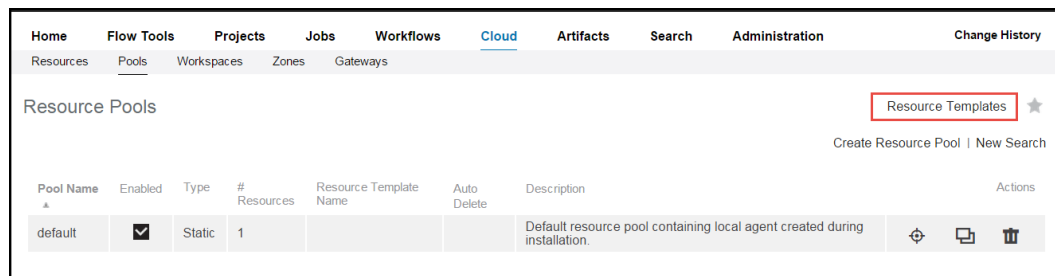 Home Flow Tools Projects Jobs Workflows Cloud Artifacts Search Administration Change History
Resources Pools Workspaces Zones Gateways
Resource Pools
Resource Templates
Create Resource Pool | New Search
Pool Name Enabled Type # Resources Resource Template Name Auto Delete Description Actions
default Static 1 Default resource pool containing local agent created during
installation.